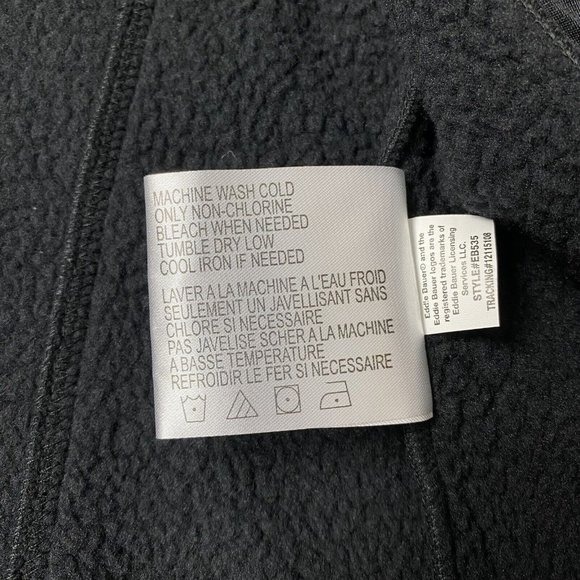 MACHINE WASH COLD
ONLY NON-CHLORINE
BLEACH WHEN NEEDED
TUMBLE DRY LOW
COOL IRON IF NEEDED
LAVER A LA MACHINE A L'EAU FROID
SEULEMENT UN JAVELLISANT SANS
CHLORE SI NÉCESSAIRE
PAS JAVELISE SCHER A LA MACHINE
A BASSE TEMPERATURE
REFROIDIR LE FER SI NECESSAIRE
Eddie Bauer© and the
Eddie Bauer logos are the
registered trademarks of
Eddie Bauer Licensing
Services LLC.
STYLE#EB535
TRACKING#12115108